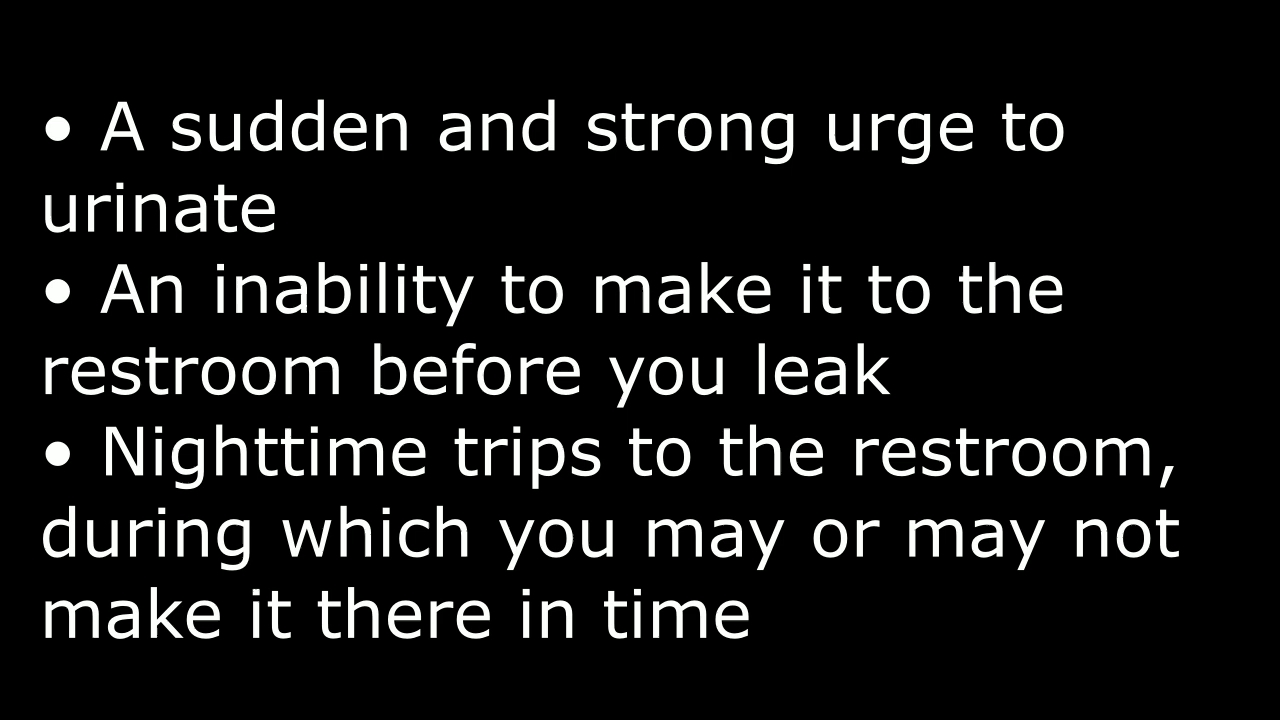 • A sudden and strong urge to
urinate
• An inability to make it to the
restroom before you leak
• Nighttime trips to the restroom,
during which you may or may not
make it there in time